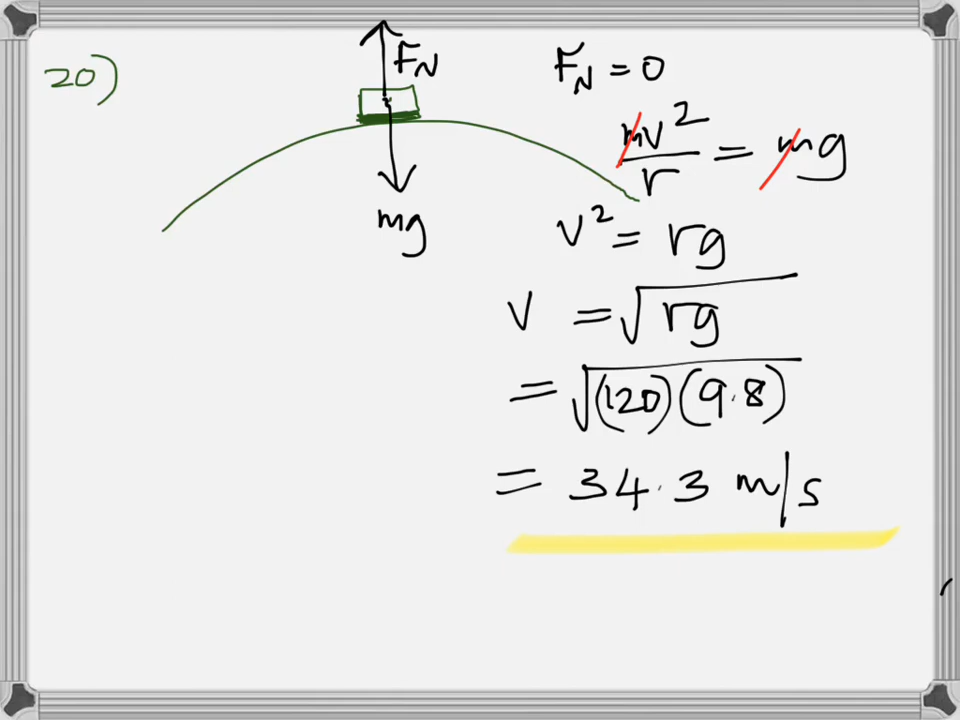 20)
F_N
mg
F_N = 0
mv²/r = mg
v² = rg
v = √rg
= √(120)(9.8)
= 34.3 m/s